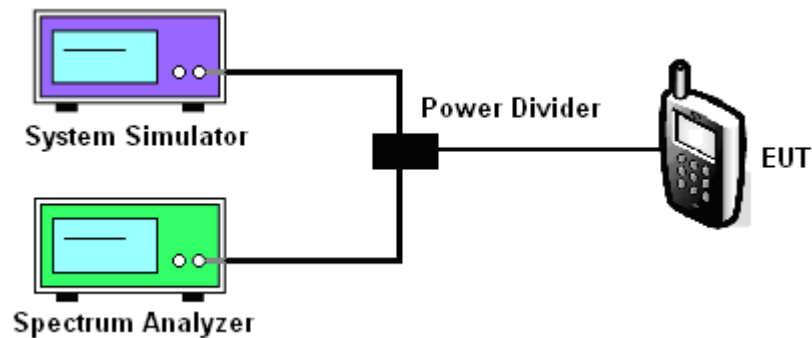 System Simulator
Power Divider
EUT
Spectrum Analyzer